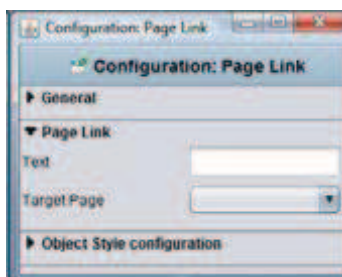 Configuration: Page Link
Configuration: Page Link
General
Page Link
Text
Target Page
Object Style configuration